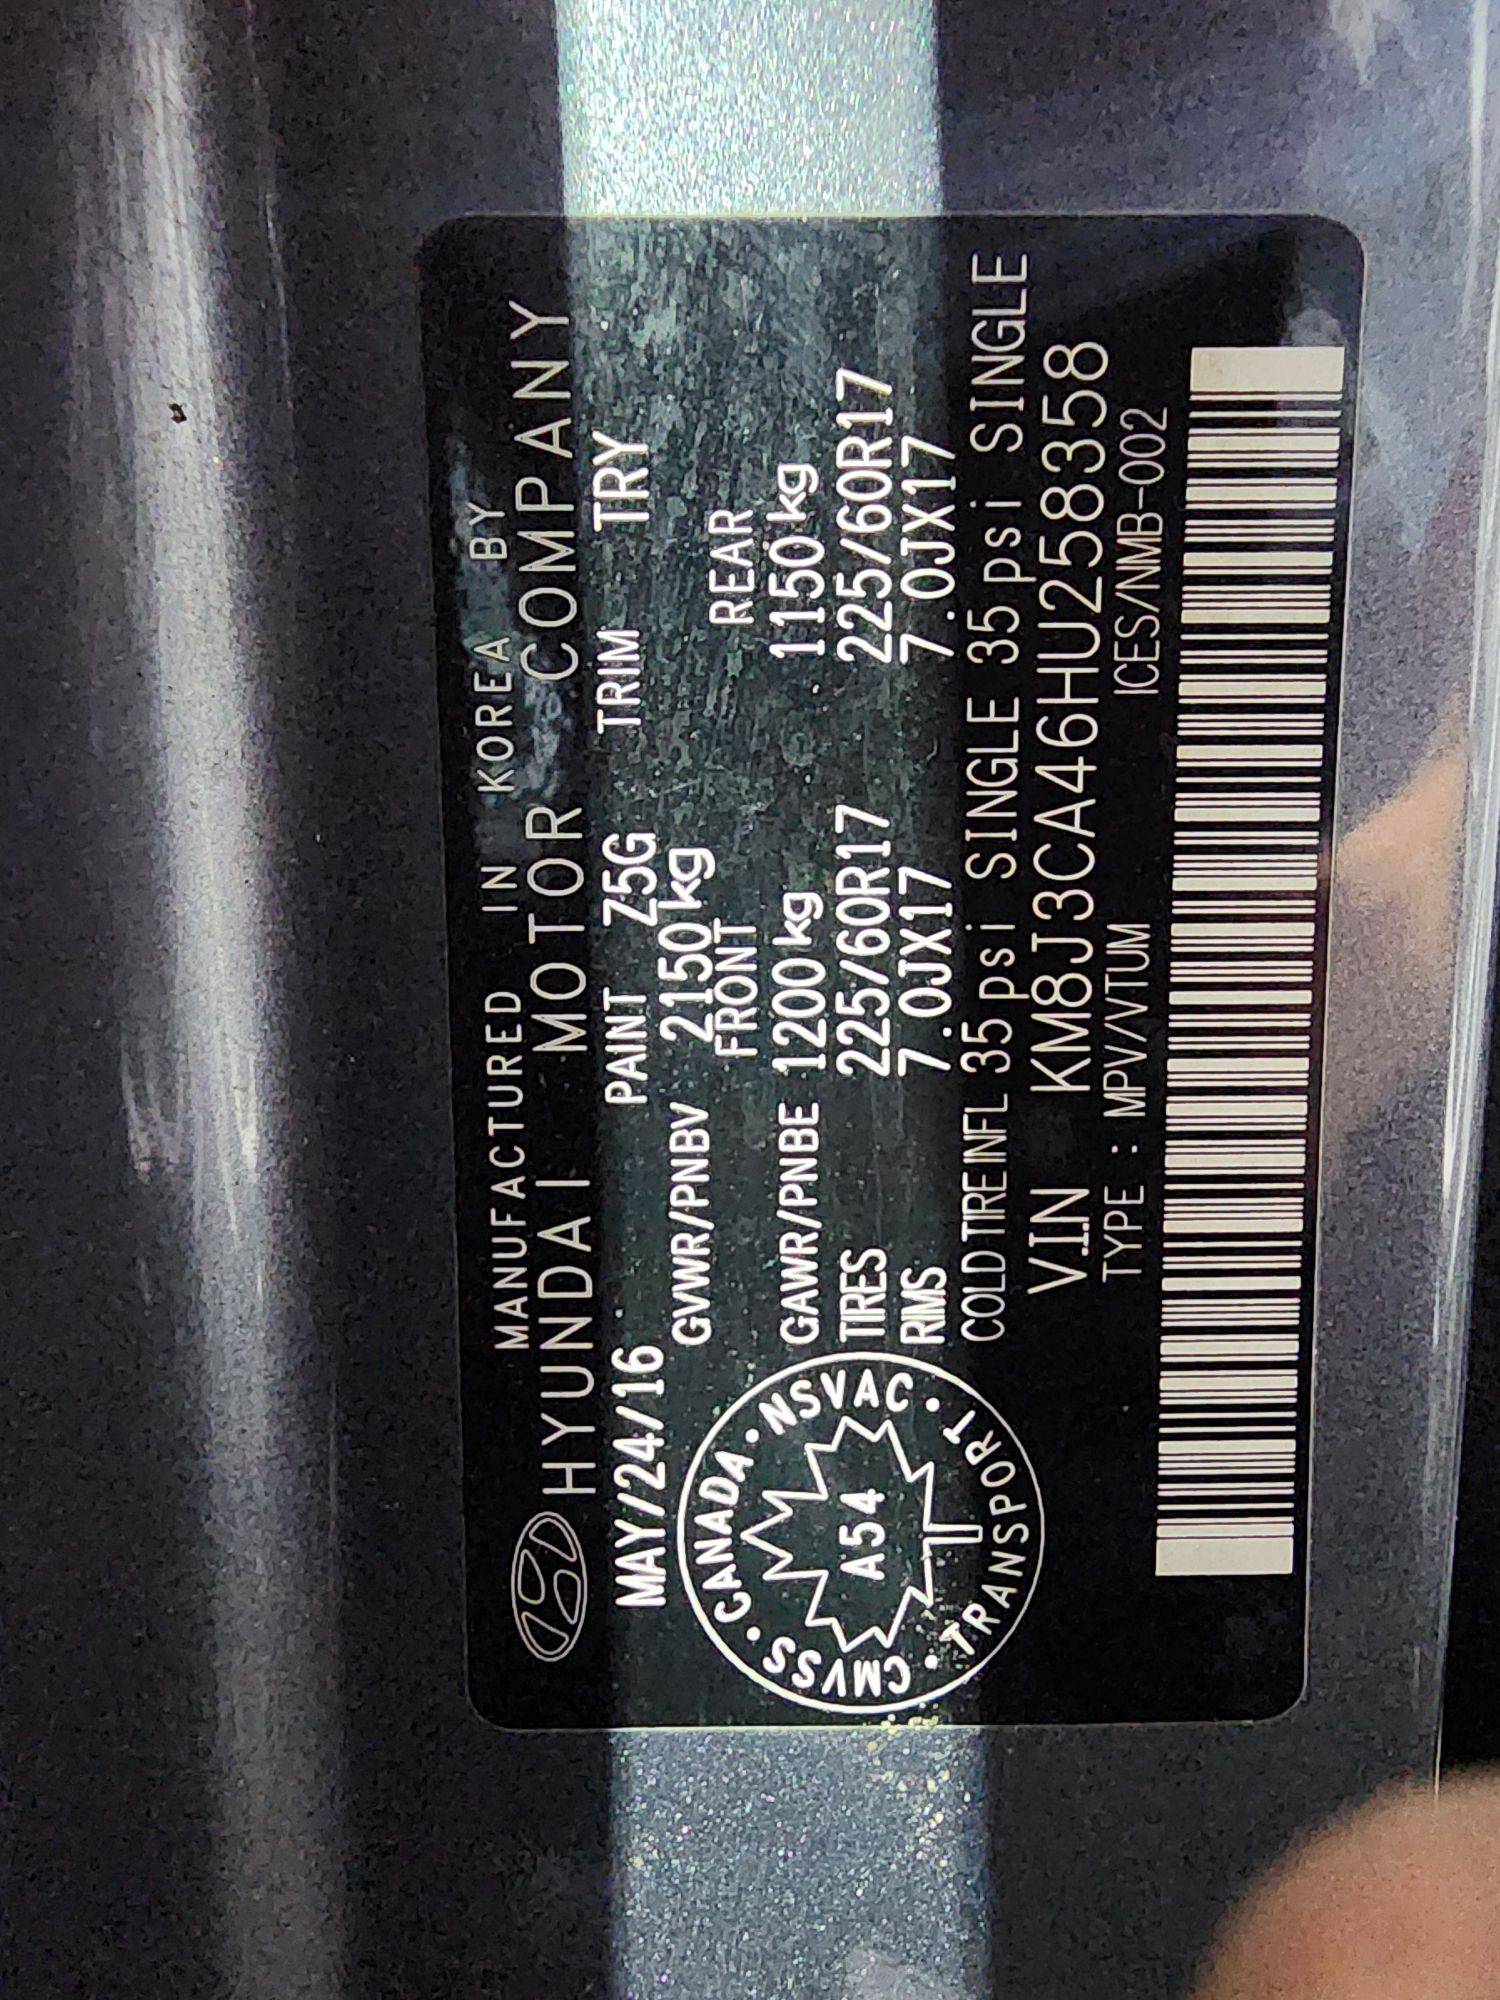 MANUFACTURED IN KOREA BY
HYUNDAI MOTOR COMPANY
MAY/24/16 PAINT Z5G TRIM TRY
GVWR/PNBV 2150kg
FRONT REAR
GAWR/PNBE 1200kg 1150kg
TIRES 225/60R17 225/60R17
RIMS 7.0JX17 7.0JX17
COLD TIRE INFL 35 psi SINGLE 35 psi SINGLE
V.I.N KM8J3CA46HU258358
TYPE : MPV/VTUM ICES/NMB-002
CMVSS · CANADA · NSVAC · TRANSPORT ·
A54